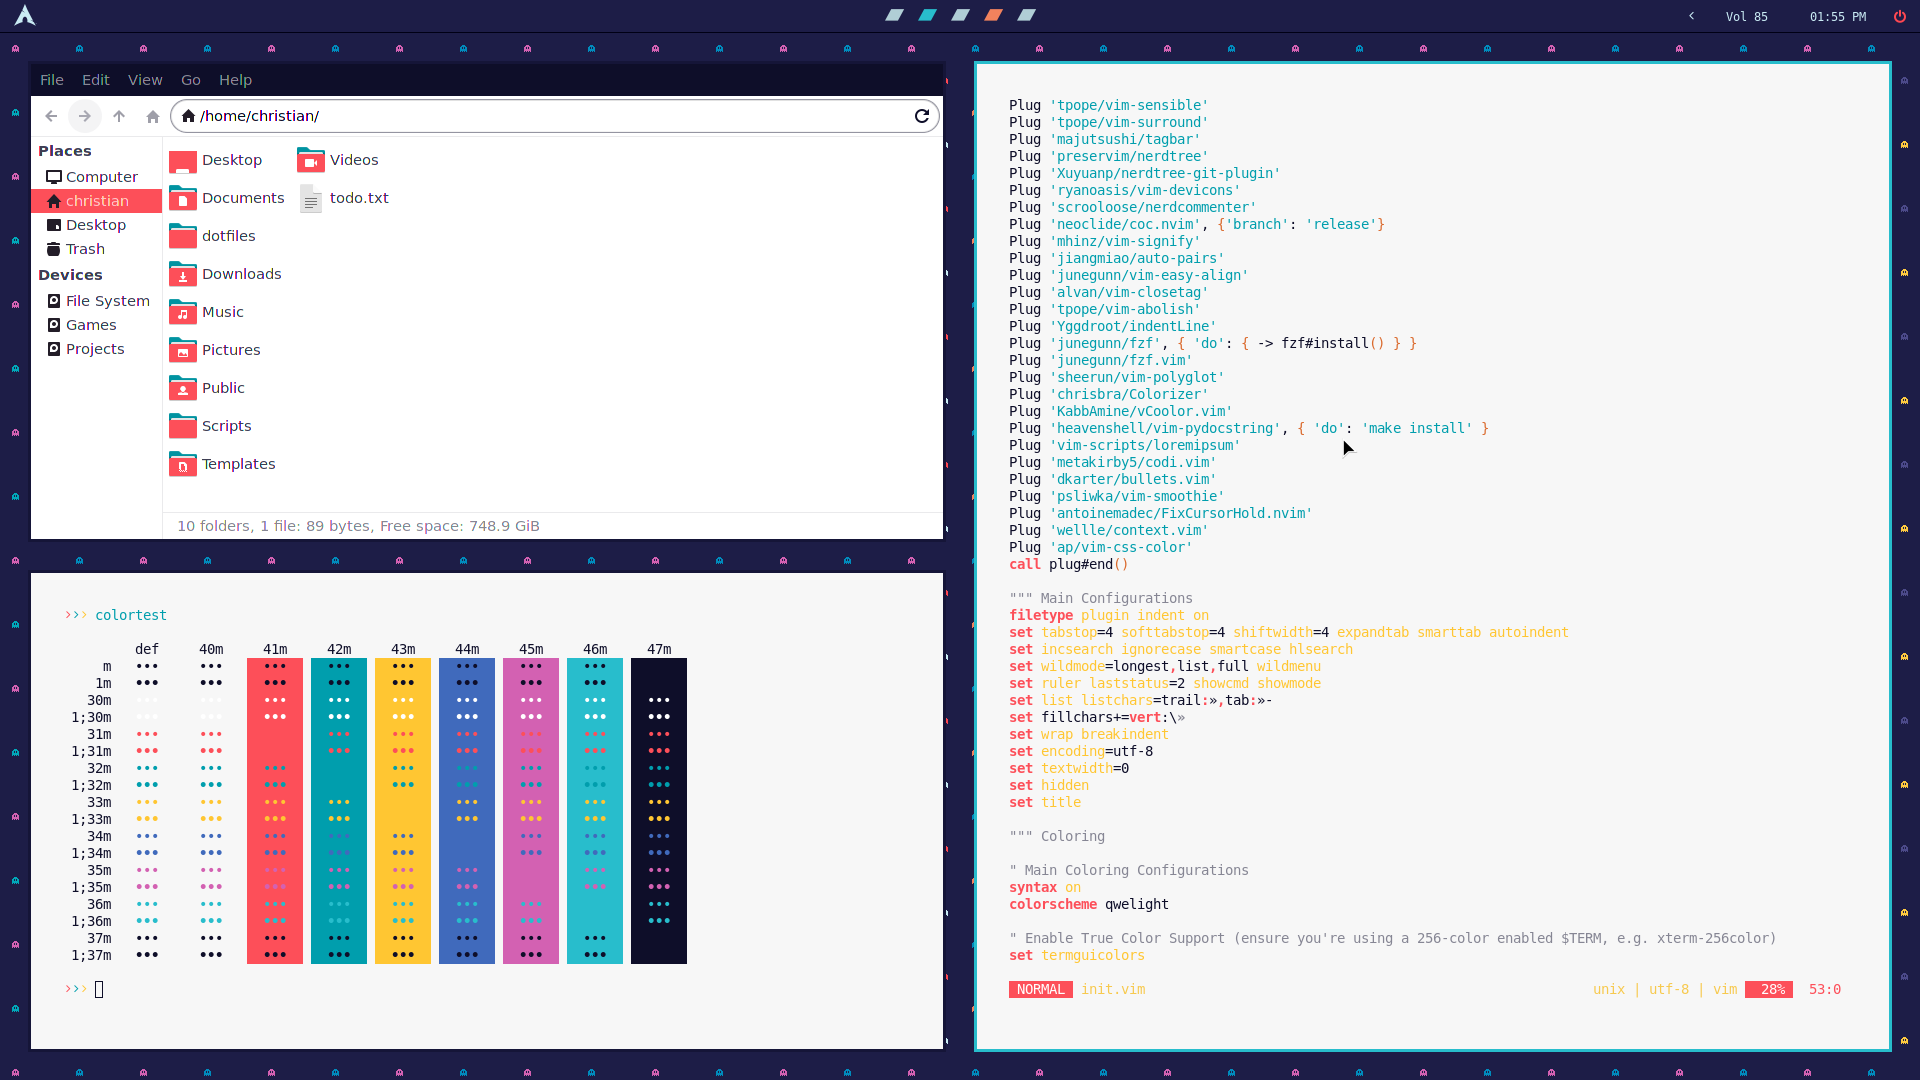 Vol 85 01:55 PM
File Edit View Go Help
/home/christian/
Places
Computer
christian
Desktop
Trash
Devices
File System
Games
Projects
Desktop
Documents
dotfiles
Downloads
Music
Pictures
Public
Scripts
Templates
Videos
todo.txt
10 folders, 1 file: 89 bytes, Free space: 748.9 GiB
>>> colortest
def 40m 41m 42m 43m 44m 45m 46m 47m
m ••• ••• ••• ••• ••• ••• ••• •••
1m ••• ••• ••• ••• ••• ••• ••• •••
30m ••• ••• ••• ••• ••• ••• ••• ••• •••
1;30m ••• ••• ••• ••• ••• ••• ••• ••• •••
31m ••• ••• ••• ••• ••• ••• ••• •••
1;31m ••• ••• ••• ••• ••• ••• ••• •••
32m ••• ••• ••• ••• ••• ••• ••• •••
1;32m ••• ••• ••• ••• ••• ••• ••• •••
33m ••• ••• ••• ••• ••• ••• ••• •••
1;33m ••• ••• ••• ••• ••• ••• ••• •••
34m ••• ••• ••• ••• ••• ••• ••• •••
1;34m ••• ••• ••• ••• ••• ••• ••• •••
35m ••• ••• ••• ••• ••• ••• ••• •••
1;35m ••• ••• ••• ••• ••• ••• ••• •••
36m ••• ••• ••• ••• ••• ••• ••• •••
1;36m ••• ••• ••• ••• ••• ••• ••• •••
37m ••• ••• ••• ••• ••• ••• ••• •••
1;37m ••• ••• ••• ••• ••• ••• ••• •••
>>>
Plug 'tpope/vim-sensible'
Plug 'tpope/vim-surround'
Plug 'majutsushi/tagbar'
Plug 'preservim/nerdtree'
Plug 'Xuyuanp/nerdtree-git-plugin'
Plug 'ryanoasis/vim-devicons'
Plug 'scrooloose/nerdcommenter'
Plug 'neoclide/coc.nvim', {'branch': 'release'}
Plug 'mhinz/vim-signify'
Plug 'jiangmiao/auto-pairs'
Plug 'junegunn/vim-easy-align'
Plug 'alvan/vim-closetag'
Plug 'tpope/vim-abolish'
Plug 'Yggdroot/indentLine'
Plug 'junegunn/fzf', { 'do': { -> fzf#install() } }
Plug 'junegunn/fzf.vim'
Plug 'sheerun/vim-polyglot'
Plug 'chrisbra/Colorizer'
Plug 'KabbAmine/vCoolor.vim'
Plug 'heavenshell/vim-pydocstring', { 'do': 'make install' }
Plug 'vim-scripts/loremipsum'
Plug 'metakirby5/codi.vim'
Plug 'dkarter/bullets.vim'
Plug 'psliwka/vim-smoothie'
Plug 'antoinemadec/FixCursorHold.nvim'
Plug 'wellle/context.vim'
Plug 'ap/vim-css-color'
call plug#end()
""" Main Configurations
filetype plugin indent on
set tabstop=4 softtabstop=4 shiftwidth=4 expandtab smarttab autoindent
set incsearch ignorecase smartcase hlsearch
set wildmode=longest,list,full wildmenu
set ruler laststatus=2 showcmd showmode
set list listchars=trail:»,tab:»-
set fillchars+=vert:\»
set wrap breakindent
set encoding=utf-8
set textwidth=0
set hidden
set title
""" Coloring
" Main Coloring Configurations
syntax on
colorscheme qwelight
" Enable True Color Support (ensure you're using a 256-color enabled $TERM, e.g. xterm-256color)
set termguicolors
NORMAL init.vim unix | utf-8 | vim 28% 53:0